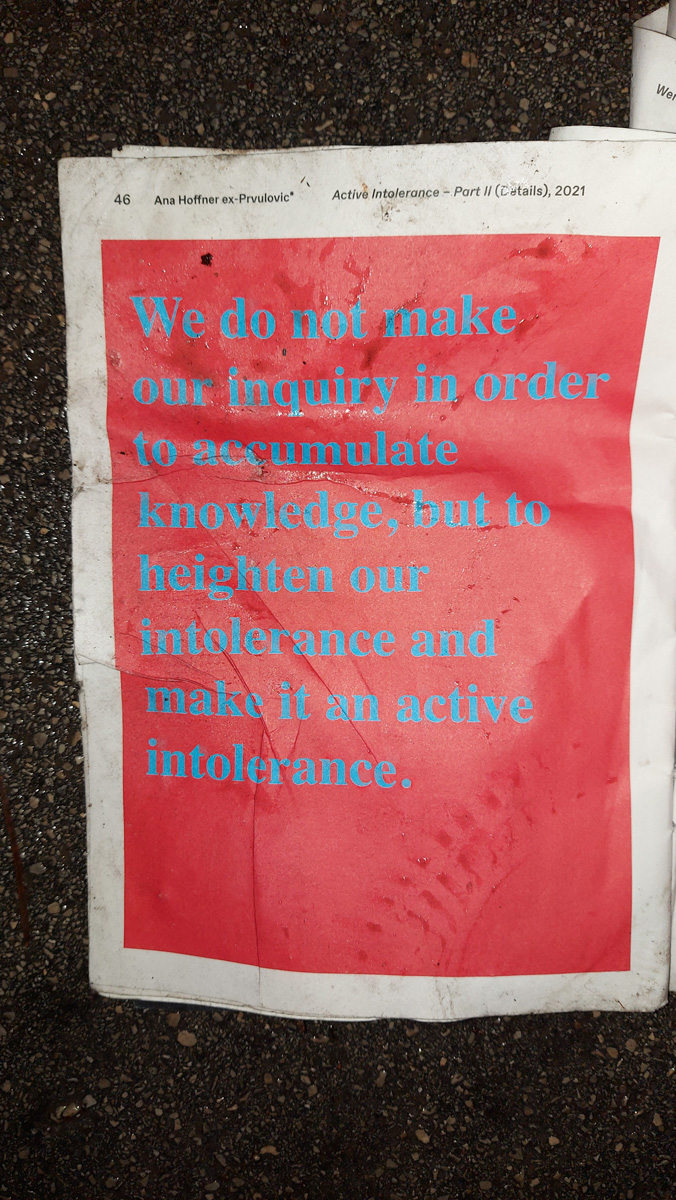 46 Ana Hoffner ex-Prvulovic* Active Intolerance – Part II (Details), 2021
We do not make
our inquiry in order
to accumulate
knowledge, but to
heighten our
intolerance and
make it an active
intolerance.